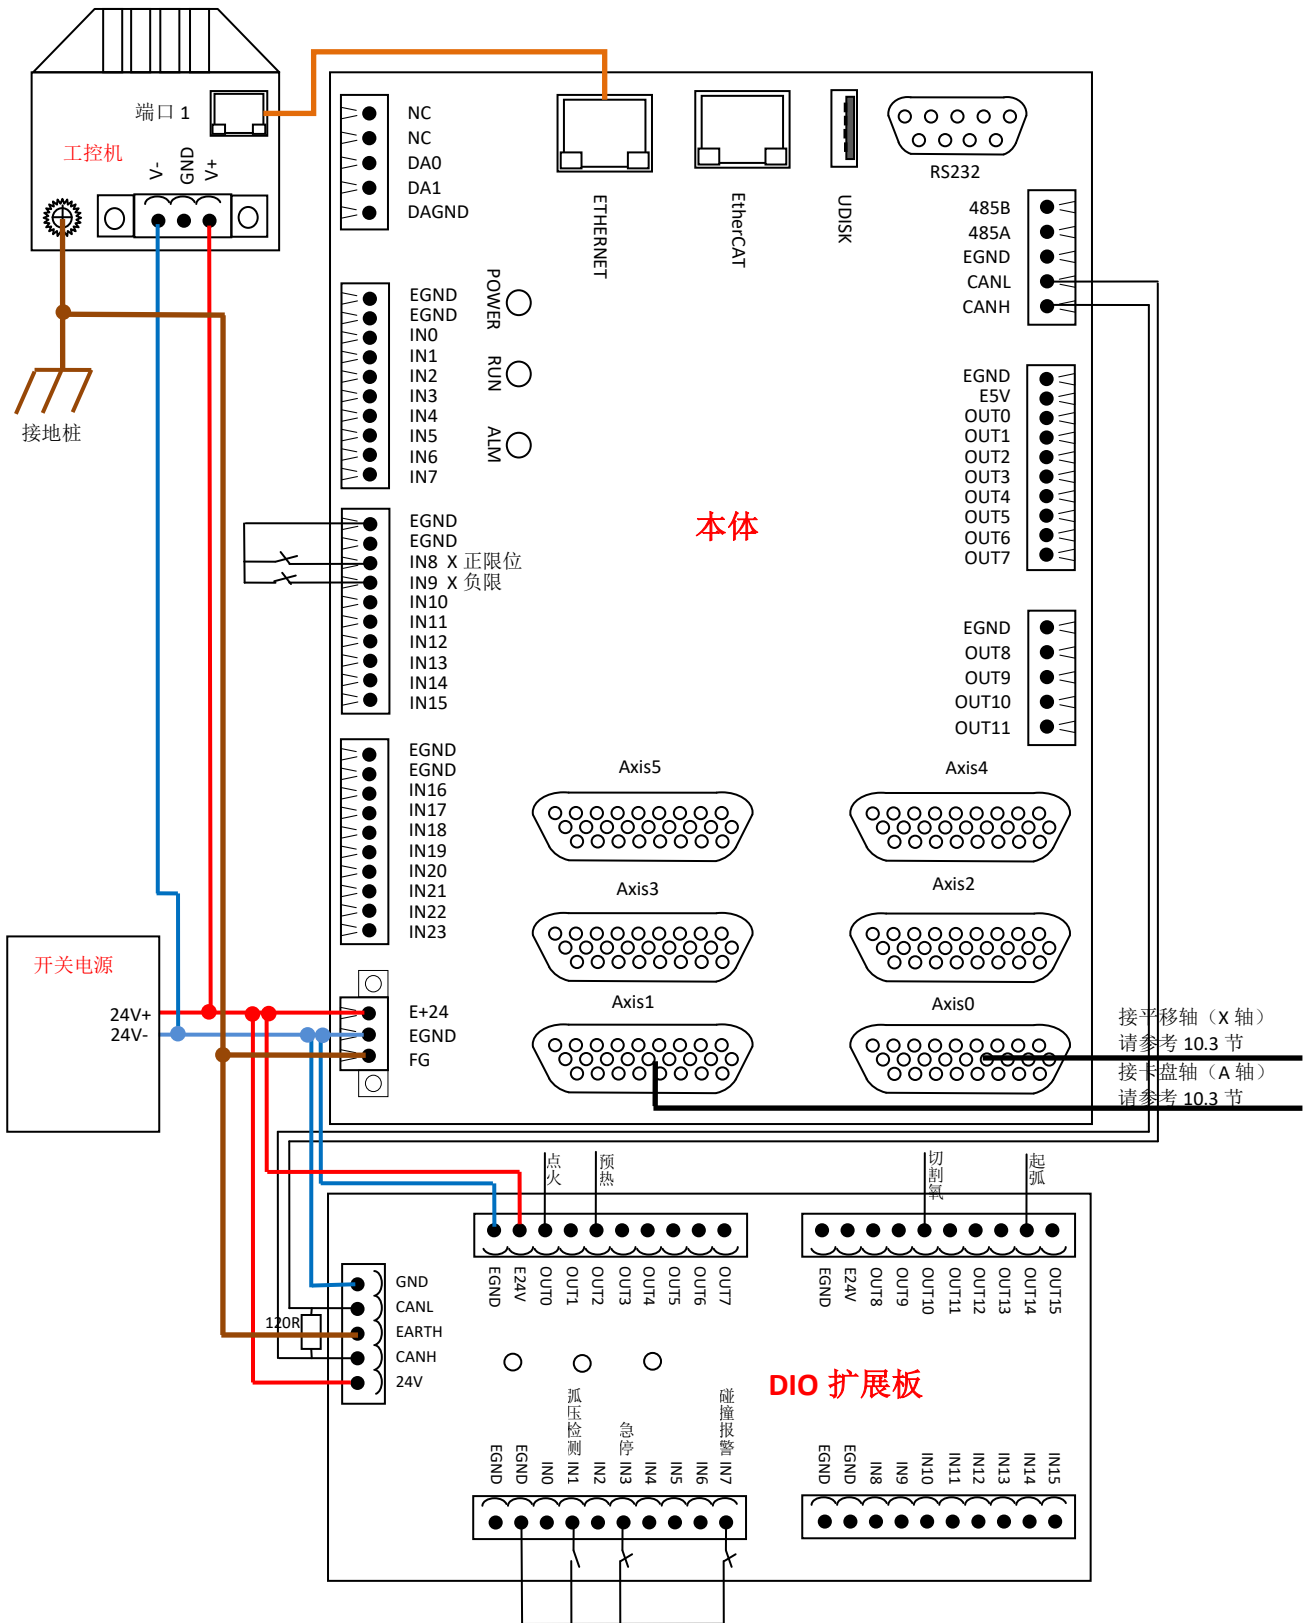 端口 1
工控机
V-
GND
V+
接地桩
NC
NC
DA0
DA1
DAGND
ETHERNET
EtherCAT
UDISK
RS232
485B
485A
EGND
CANL
CANH
EGND
EGND
IN0
IN1
IN2
IN3
IN4
IN5
IN6
IN7
POWER
RUN
ALM
EGND
E5V
OUT0
OUT1
OUT2
OUT3
OUT4
OUT5
OUT6
OUT7
本体
EGND
EGND
IN8 X 正限位
IN9 X 负限
IN10
IN11
IN12
IN13
IN14
IN15
EGND
OUT8
OUT9
OUT10
OUT11
EGND
EGND
IN16
IN17
IN18
IN19
IN20
IN21
IN22
IN23
Axis5
Axis4
Axis3
Axis2
Axis1
Axis0
开关电源
24V+
24V-
E+24
EGND
FG
接平移轴（X 轴）
请参考 10.3 节
接卡盘轴（A 轴）
请参考 10.3 节
点火
预热
切割氧
起弧
EGND
E24V
OUT0
OUT1
OUT2
OUT3
OUT4
OUT5
OUT6
OUT7
EGND
E24V
OUT8
OUT9
OUT10
OUT11
OUT12
OUT13
OUT14
OUT15
GND
CANL
EARTH
CANH
24V
120R
DIO 扩展板
弧压检测
急停
碰撞报警
EGND
EGND
IN0
IN1
IN2
IN3
IN4
IN5
IN6
IN7
EGND
EGND
IN8
IN9
IN10
IN11
IN12
IN13
IN14
IN15